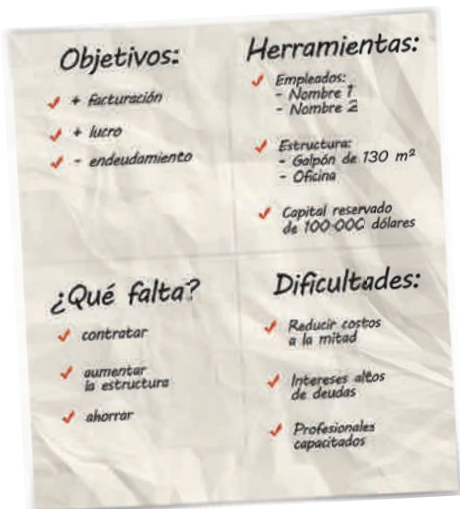 Objetivos:
+ facturación
+ lucro
- endeudamiento
Herramientas:
Empleados:
- Nombre 1
- Nombre 2
Estructura:
- Galpón de 130 m²
- Oficina
Capital reservado
de 100.000 dólares
¿Qué falta?
contratar
aumentar
la estructura
ahorrar
Dificultades:
Reducir costos
a la mitad
Intereses altos
de deudas
Profesionales
capacitados